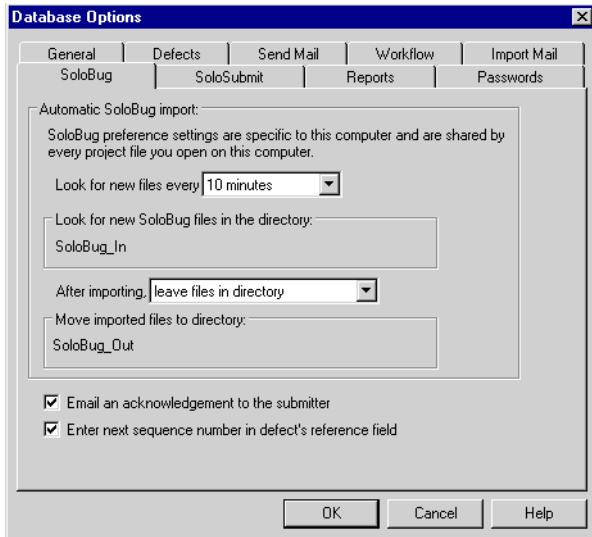 Database Options
General Defects Send Mail Workflow Import Mail
SoloBug SoloSubmit Reports Passwords
Automatic SoloBug import:
SoloBug preference settings are specific to this computer and are shared by
every project file you open on this computer.
Look for new files every 10 minutes
Look for new SoloBug files in the directory:
SoloBug_In
After importing, leave files in directory
Move imported files to directory:
SoloBug_Out
Email an acknowledgement to the submitter
Enter next sequence number in defect's reference field
OK Cancel Help